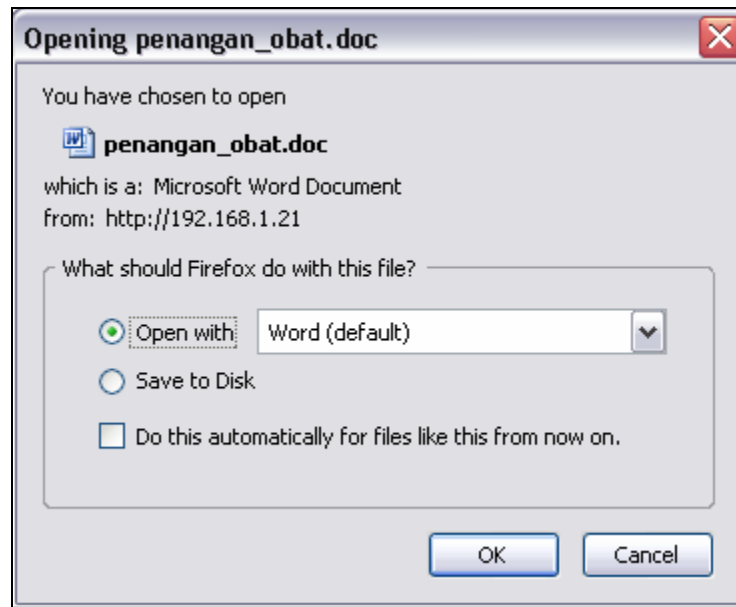 Opening penangan_obat.doc
You have chosen to open
penangan_obat.doc
which is a: Microsoft Word Document
from: http://192.168.1.21
What should Firefox do with this file?
Open with Word (default)
Save to Disk
Do this automatically for files like this from now on.
OK Cancel